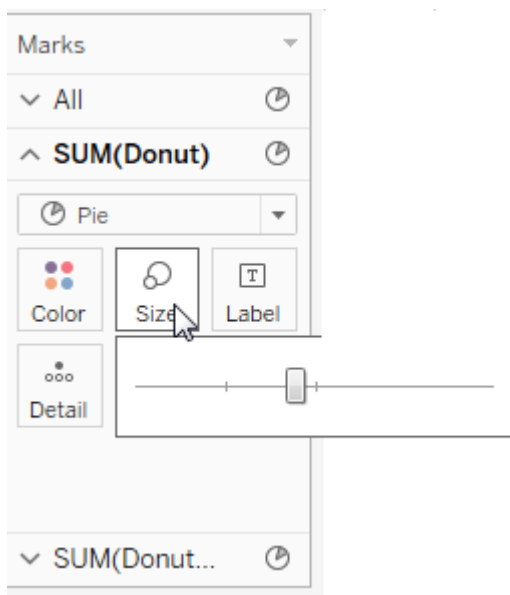 Marks
All
SUM(Donut)
Pie
Color Size Label
Detail
SUM(Donut...